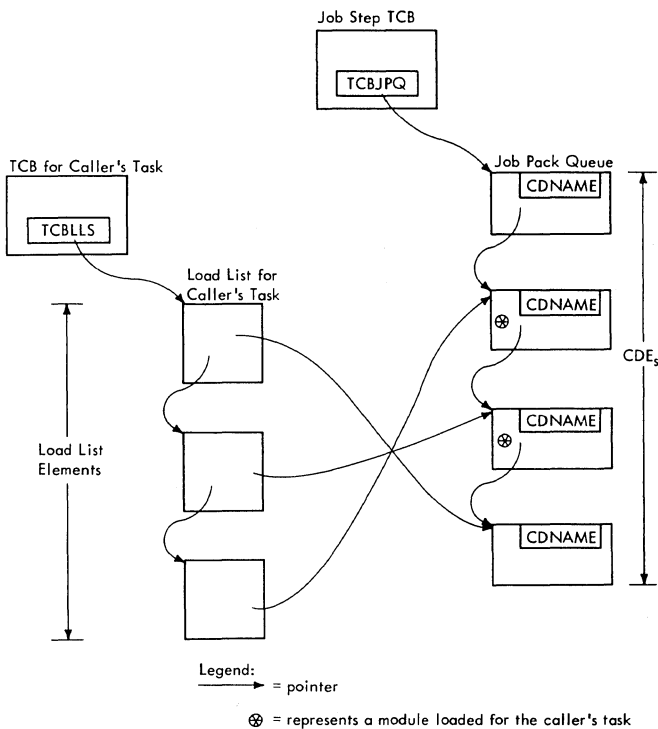 Job Step TCB
TCBJPQ
TCB for Caller's Task
TCBLLS
Job Pack Queue
CDNAME
Load List for
Caller's Task
CDNAME
CDEs
CDNAME
Load List
Elements
CDNAME
Legend:
= pointer
= represents a module loaded for the caller's task